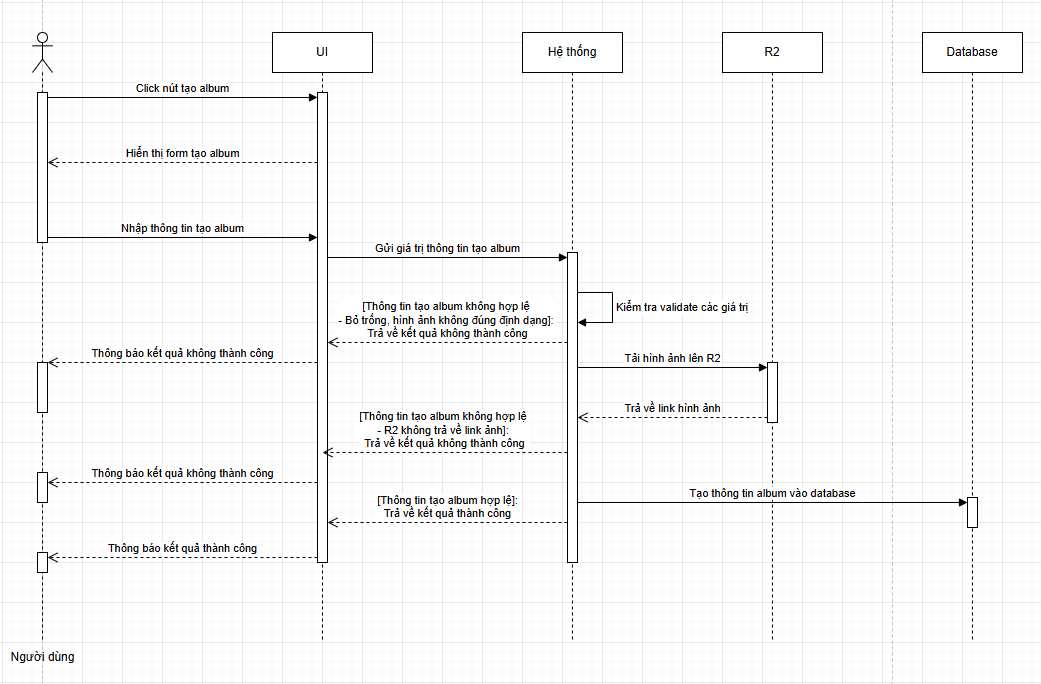 UI
Hệ thống
R2
Database
Click nút tạo album
Hiển thị form tạo album
Nhập thông tin tạo album
Gửi giá trị thông tin tạo album
[Thông tin tạo album không hợp lệ
- Bỏ trống, hình ảnh không đúng định dạng]:
Trả về kết quả không thành công
Kiểm tra validate các giá trị
Thông báo kết quả không thành công
Tải hình ảnh lên R2
Trả về link hình ảnh
[Thông tin tạo album không hợp lệ
- R2 không trả về link ảnh]:
Trả về kết quả không thành công
Thông báo kết quả không thành công
Tạo thông tin album vào database
[Thông tin tạo album hợp lệ]:
Trả về kết quả thành công
Thông báo kết quả thành công
Người dùng